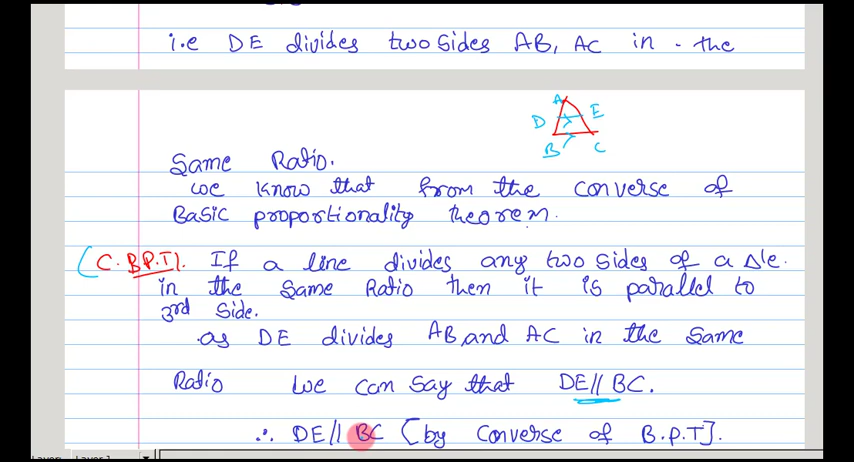 i.e DE divides two sides AB, AC in - the
A
D E
B C
Same Ratio.
we know that from the converse of
Basic proportionality theorem.
(C. B.P.T). If a line divides any two sides of a Δle.
in the same Ratio then it is parallel to
3rd side.
as DE divides AB, and AC in the same
Ratio we can say that DE // BC.
∴ DE // BC [by converse of B.P.T].
Layer 1